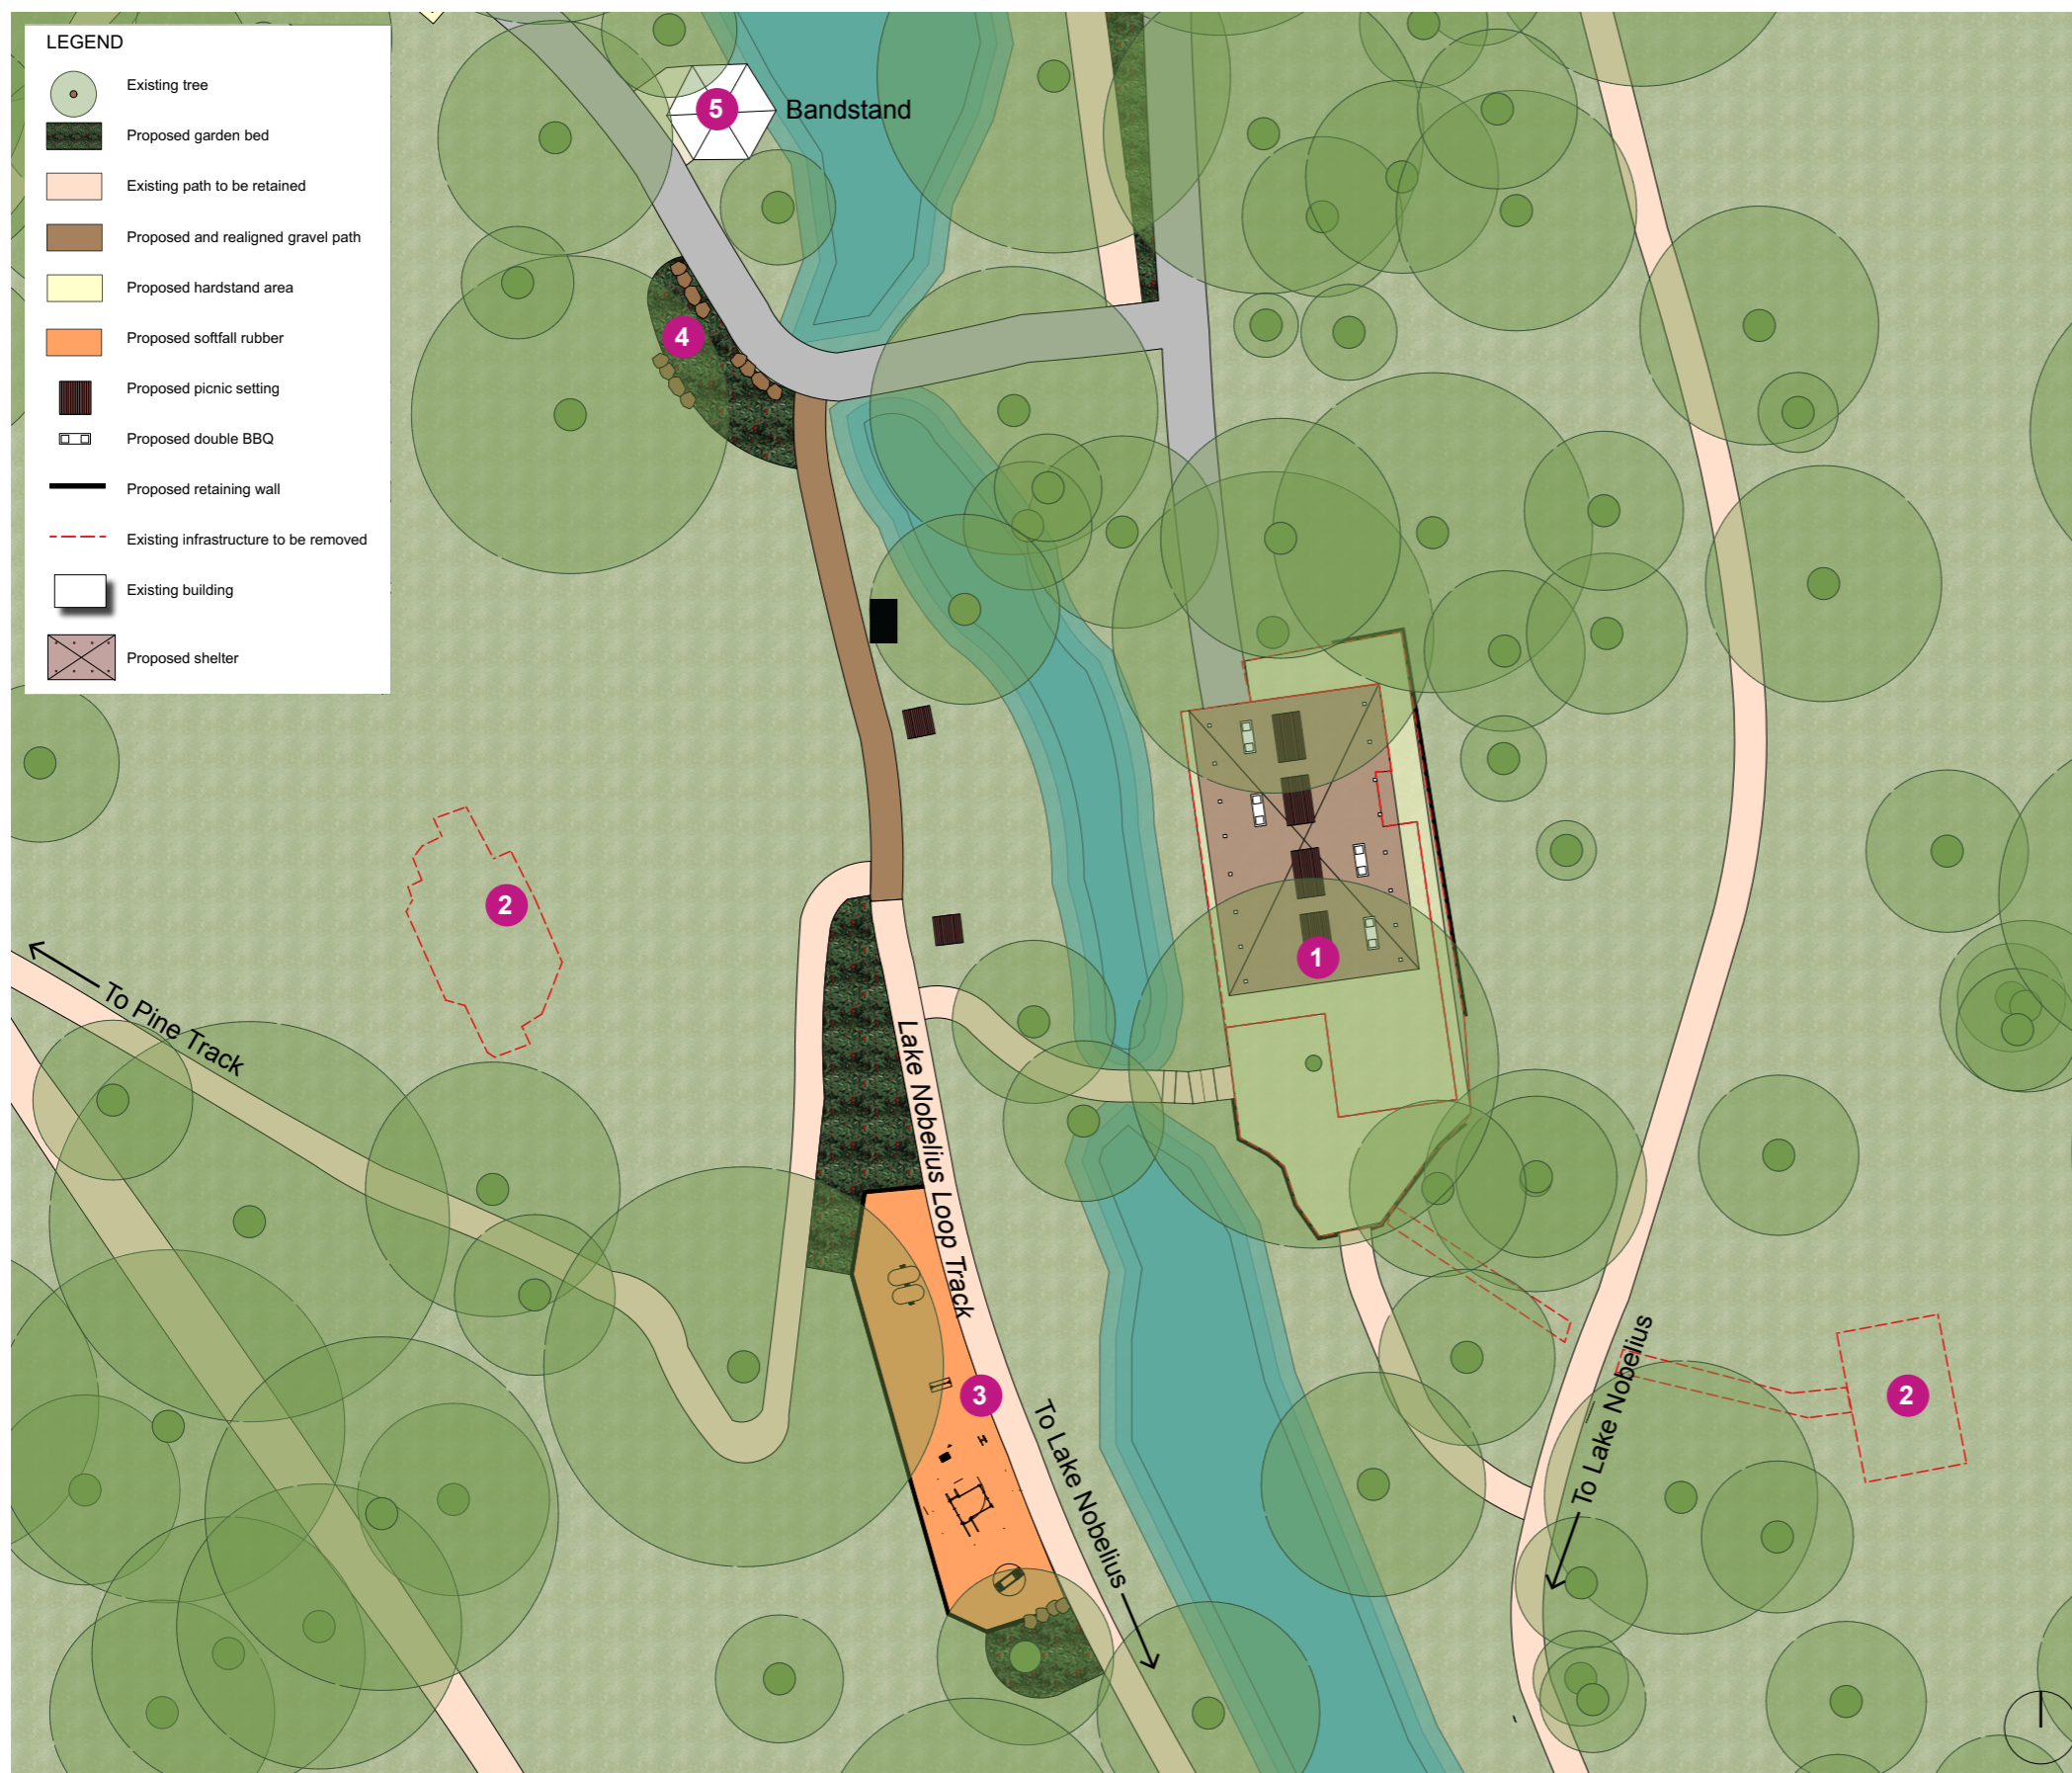 LEGEND
Existing tree
Proposed garden bed
Existing path to be retained
Proposed and realigned gravel path
Proposed hardstand area
Proposed softfall rubber
Proposed picnic setting
Proposed double BBQ
Proposed retaining wall
Existing infrastructure to be removed
Existing building
Proposed shelter
5
Bandstand
4
2
1
To Pine Track
Lake Nobelius Loop Track
3
To Lake Nobelius
To Lake Nobelius
2